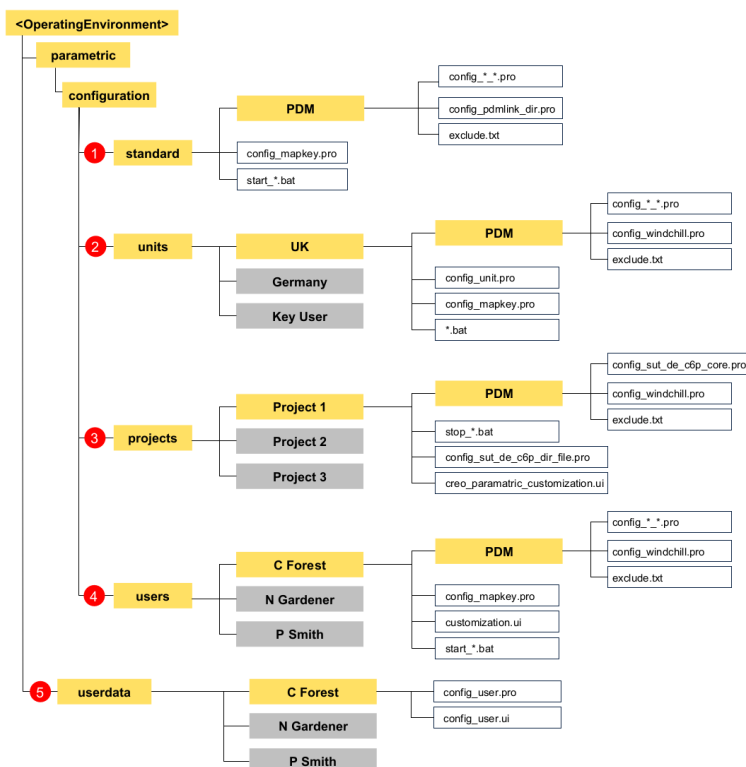 <OperatingEnvironment>
parametric
configuration
1
standard
PDM
config_*_*.pro
config_pdmlink_dir.pro
exclude.txt
config_mapkey.pro
start_*.bat
2
units
UK
PDM
config_*_*.pro
config_windchill.pro
exclude.txt
config_unit.pro
config_mapkey.pro
*.bat
Germany
Key User
3
projects
Project 1
PDM
config_sut_de_c6p_core.pro
config_windchill.pro
exclude.txt
stop_*.bat
config_sut_de_c6p_dir_file.pro
creo_paramatric_customization.ui
Project 2
Project 3
4
users
C Forest
PDM
config_*_*.pro
config_windchill.pro
exclude.txt
config_mapkey.pro
customization.ui
start_*.bat
N Gardener
P Smith
5
userdata
C Forest
config_user.pro
config_user.ui
N Gardener
P Smith